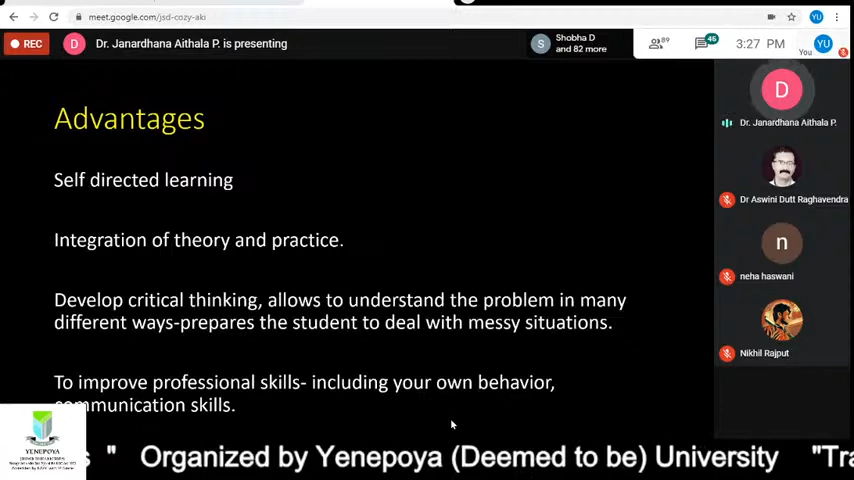 meet.google.com/jsd-cozy-aki
YU
REC
D
Dr. Janardhana Aithala P. is presenting
S
Shobha D
and 82 more
89
45
3:27 PM
You
YU
Advantages
Self directed learning
Integration of theory and practice.
Develop critical thinking, allows to understand the problem in many
different ways-prepares the student to deal with messy situations.
To improve professional skills- including your own behavior,
communication skills.
D
Dr. Janardhana Aithala P.
Dr Aswini Dutt Raghavendra
n
neha haswani
Nikhil Rajput
YENEPOYA
s " Organized by Yenepoya (Deemed to be) University "Tra